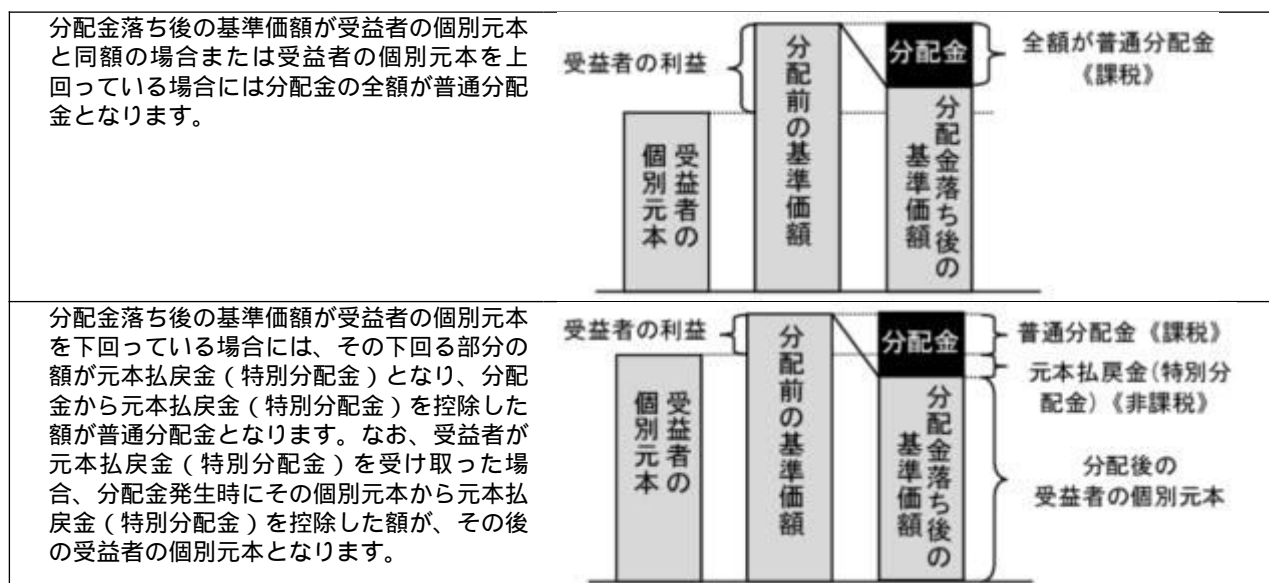 分配金落ち後の基準価額が受益者の個別元本
と同額の場合または受益者の個別元本を上
回っている場合には分配金の全額が普通分配
金となります。
受益者の利益
受益者の
個別元本
分配前の基準価額
分配金
分配金落ち後の
基準価額
全額が普通分配金
《課税》
分配金落ち後の基準価額が受益者の個別元本
を下回っている場合には、その下回る部分の
額が元本払戻金（特別分配金）となり、分配
金から元本払戻金（特別分配金）を控除した
額が普通分配金となります。なお、受益者が
元本払戻金（特別分配金）を受け取った場
合、分配金発生時にその個別元本から元本払
戻金（特別分配金）を控除した額が、その後
の受益者の個別元本となります。
受益者の利益
受益者の
個別元本
分配前の基準価額
分配金
分配金落ち後の
基準価額
普通分配金《課税》
元本払戻金(特別分
配金)《非課税》
分配後の
受益者の個別元本